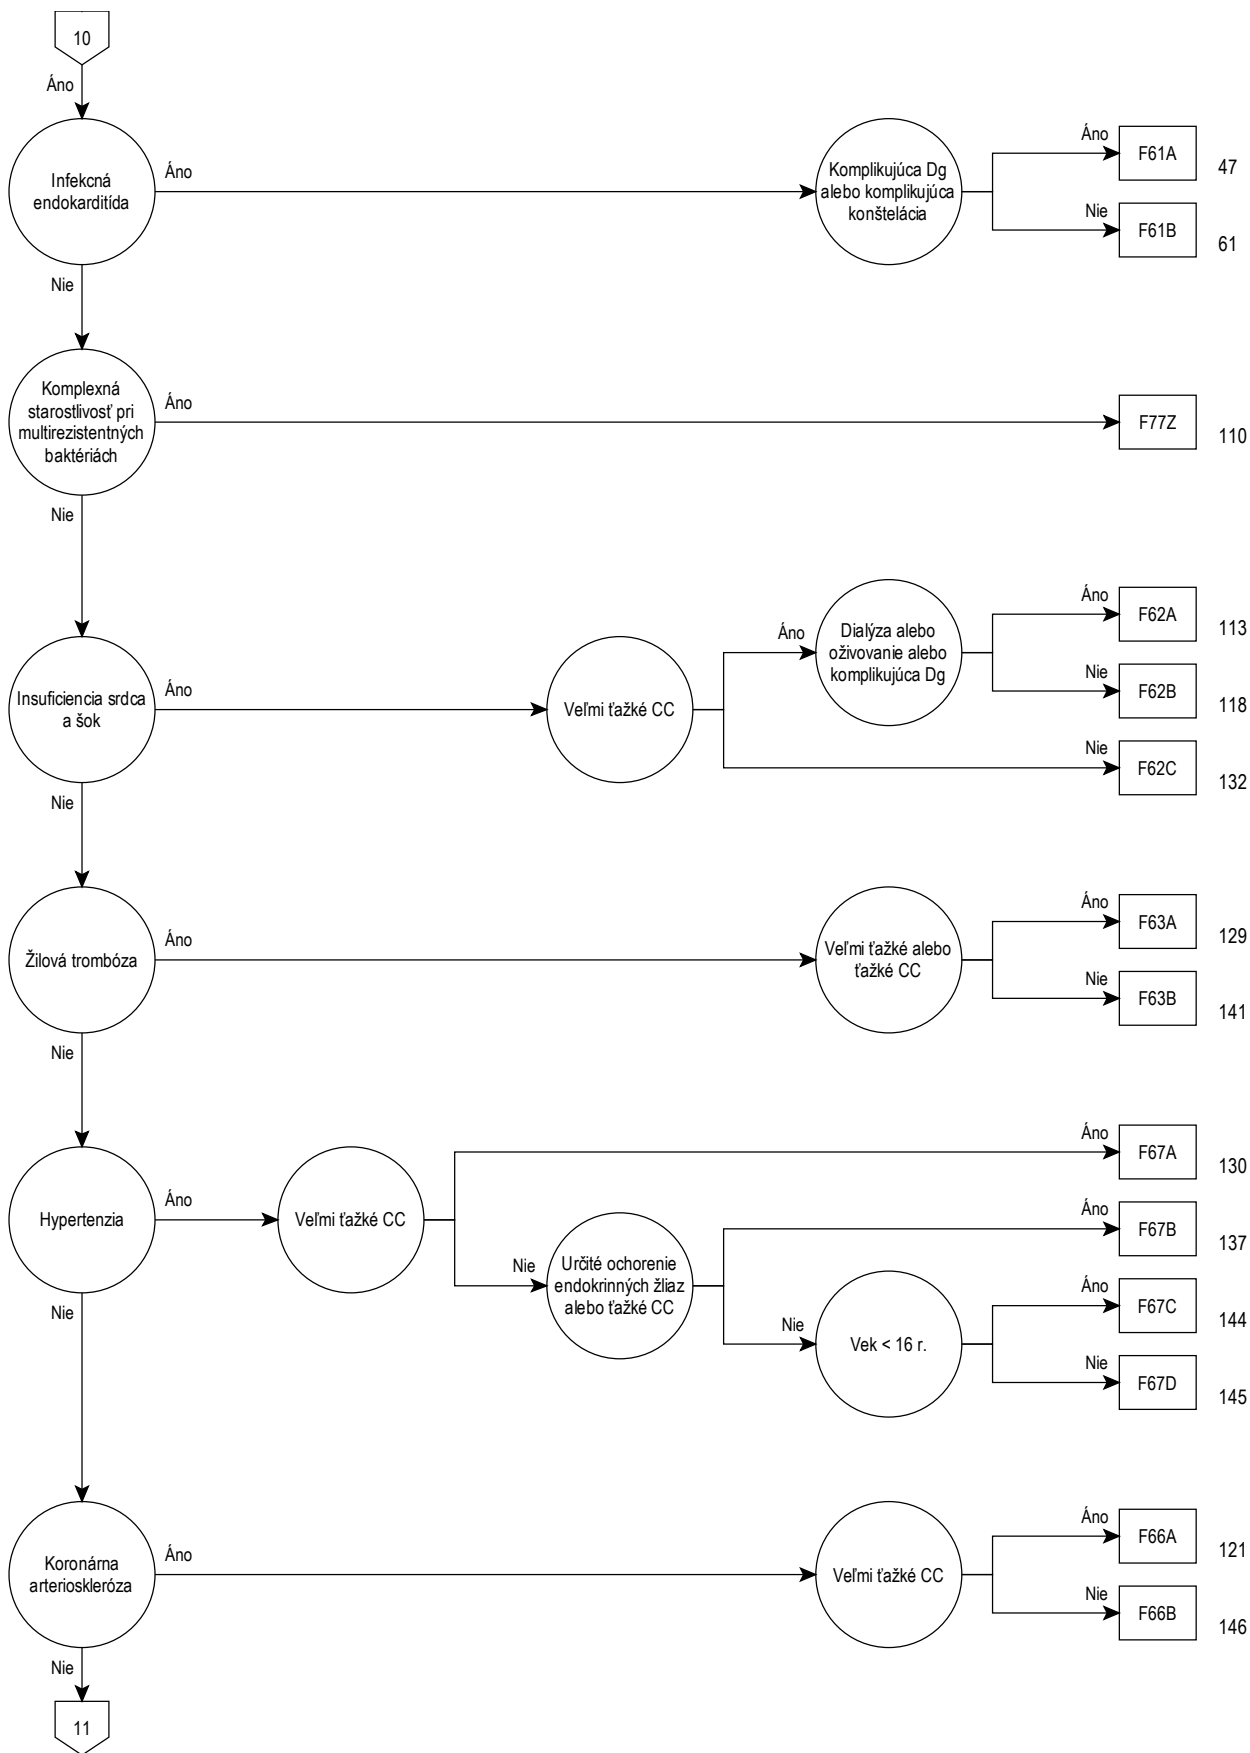 10
Áno
Infekcná
endokarditída
Áno
Komplikujúca Dg
alebo komplikujúca
konštelácia
Áno
F61A
47
Nie
F61B
61
Nie
Komplexná
starostlivosť pri
multirezistentných
baktériách
Áno
F77Z
110
Nie
Insuficiencia srdca
a šok
Áno
Veľmi ťažké CC
Áno
Dialýza alebo
oživovanie alebo
komplikujúca Dg
Áno
F62A
113
Nie
F62B
118
Nie
F62C
132
Nie
Žilová trombóza
Áno
Veľmi ťažké alebo
ťažké CC
Áno
F63A
129
Nie
F63B
141
Nie
Hypertenzia
Áno
Veľmi ťažké CC
Áno
F67A
130
Nie
Určité ochorenie
endokrinných žliaz
alebo ťažké CC
Áno
F67B
137
Nie
Vek < 16 r.
Áno
F67C
144
Nie
F67D
145
Nie
Koronárna
arterioskleróza
Áno
Veľmi ťažké CC
Áno
F66A
121
Nie
F66B
146
Nie
11